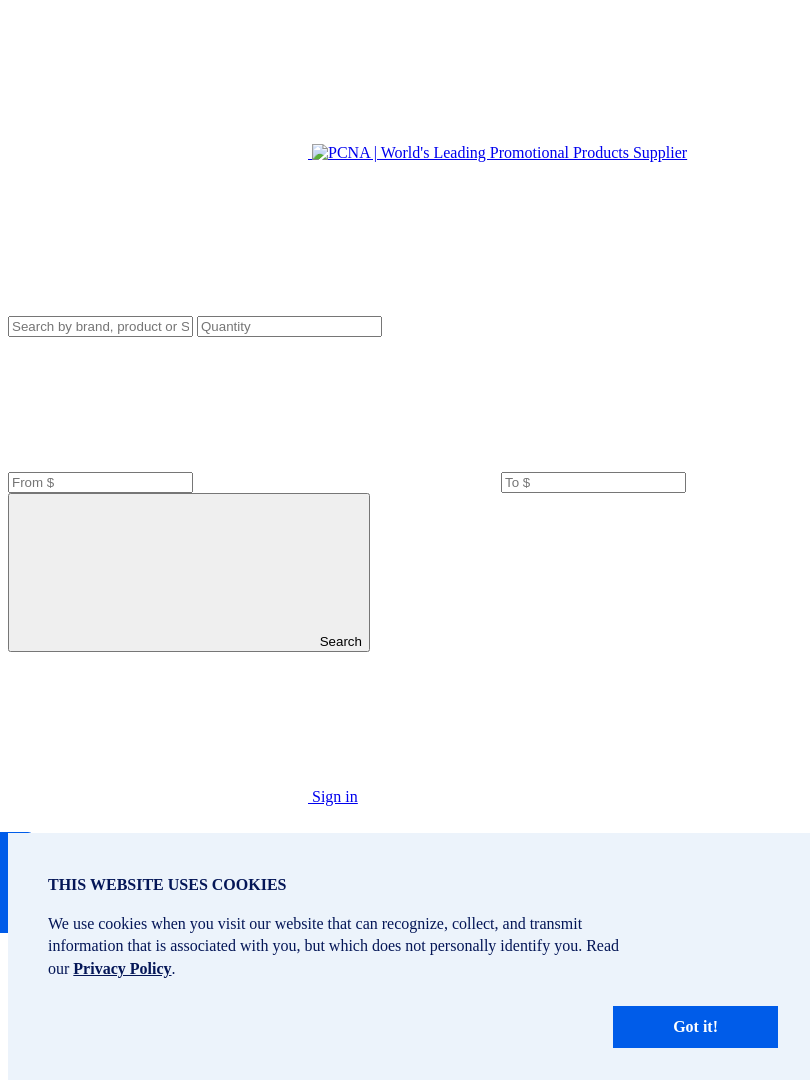 PCNA | World's Leading Promotional Products Supplier
Search by brand, product or S Quantity
From $ To $
Search
Sign in
THIS WEBSITE USES COOKIES
We use cookies when you visit our website that can recognize, collect, and transmit
information that is associated with you, but which does not personally identify you. Read
our Privacy Policy.
Got it!